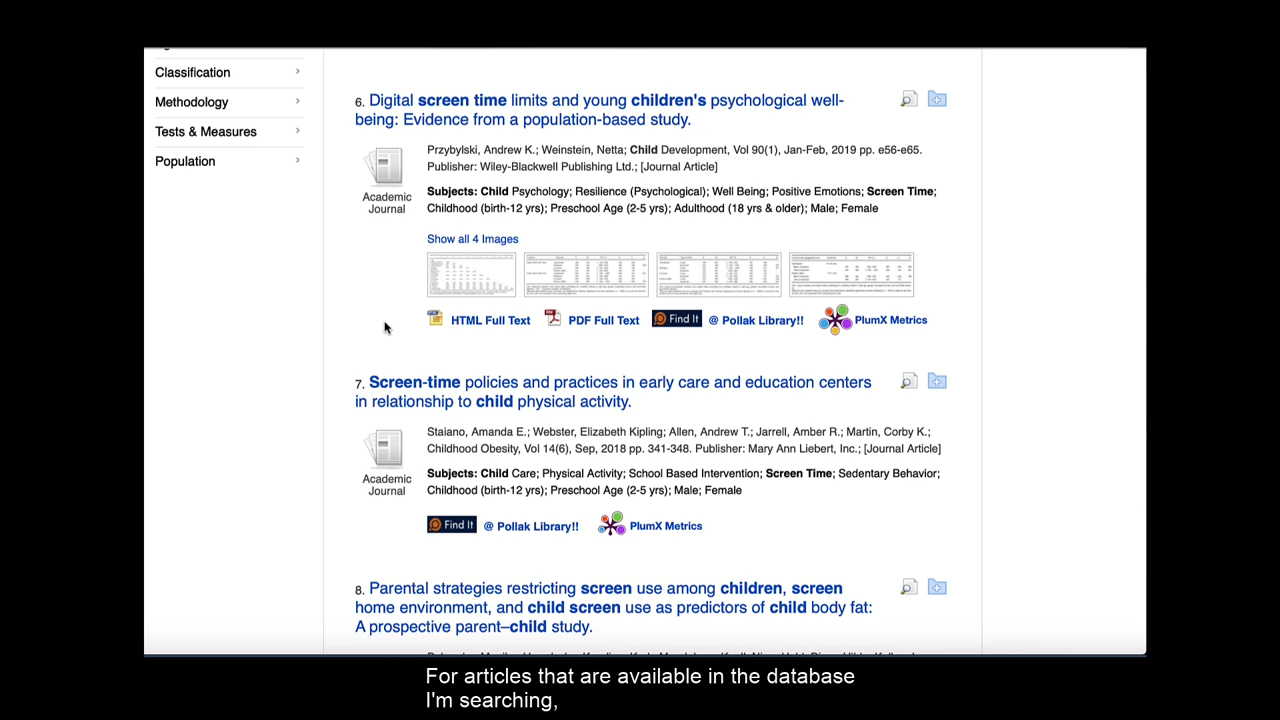 Classification
Methodology
Tests & Measures
Population
6. Digital screen time limits and young children's psychological well-
being: Evidence from a population-based study.
Academic
Journal
Przybylski, Andrew K.; Weinstein, Netta; Child Development, Vol 90(1), Jan-Feb, 2019 pp. e56-e65.
Publisher: Wiley-Blackwell Publishing Ltd.; [Journal Article]
Subjects: Child Psychology; Resilience (Psychological); Well Being; Positive Emotions; Screen Time;
Childhood (birth-12 yrs); Preschool Age (2-5 yrs); Adulthood (18 yrs & older); Male; Female
Show all 4 Images
HTML Full Text PDF Full Text Find It @ Pollak Library!! PlumX Metrics
7. Screen-time policies and practices in early care and education centers
in relationship to child physical activity.
Academic
Journal
Staiano, Amanda E.; Webster, Elizabeth Kipling; Allen, Andrew T.; Jarrell, Amber R.; Martin, Corby K.;
Childhood Obesity, Vol 14(6), Sep, 2018 pp. 341-348. Publisher: Mary Ann Liebert, Inc.; [Journal Article]
Subjects: Child Care; Physical Activity; School Based Intervention; Screen Time; Sedentary Behavior;
Childhood (birth-12 yrs); Preschool Age (2-5 yrs); Male; Female
Find It @ Pollak Library!! PlumX Metrics
8. Parental strategies restricting screen use among children, screen
home environment, and child screen use as predictors of child body fat:
A prospective parent–child study.
For articles that are available in the database
I'm searching,